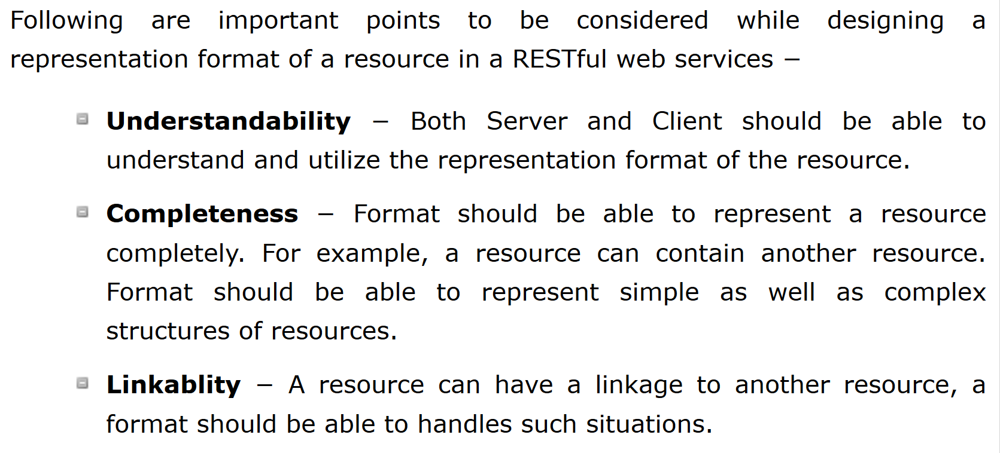 Following are important points to be considered while designing a
representation format of a resource in a RESTful web services −
Understandability − Both Server and Client should be able to
understand and utilize the representation format of the resource.
Completeness − Format should be able to represent a resource
completely. For example, a resource can contain another resource.
Format should be able to represent simple as well as complex
structures of resources.
Linkablity − A resource can have a linkage to another resource, a
format should be able to handles such situations.